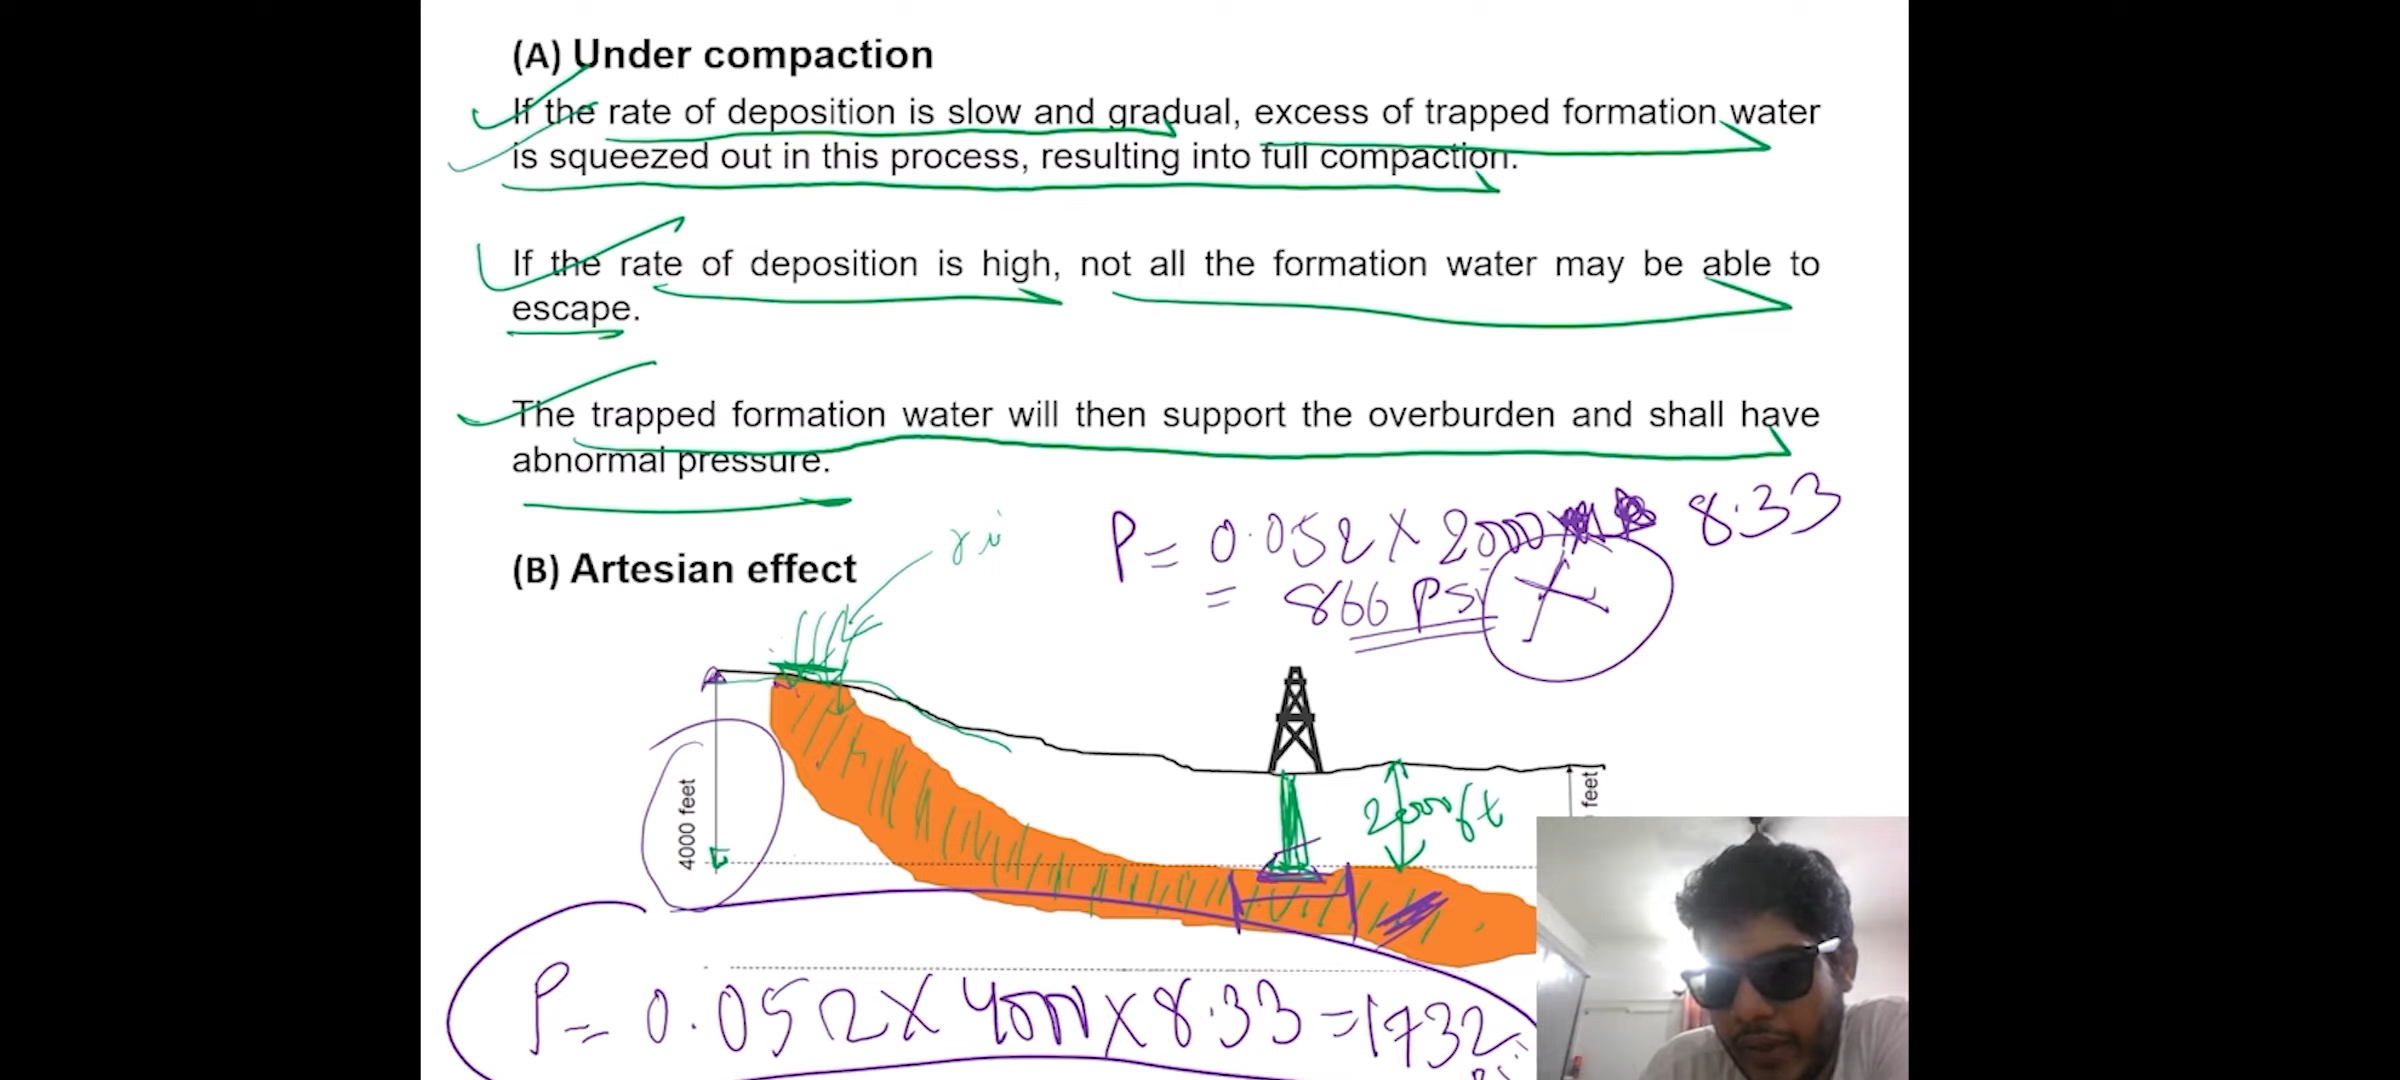 (A) Under compaction
If the rate of deposition is slow and gradual, excess of trapped formation water
is squeezed out in this process, resulting into full compaction.
If the rate of deposition is high, not all the formation water may be able to
escape.
The trapped formation water will then support the overburden and shall have
abnormal pressure.
P = 0.052 X 2000 8.33
= 866 PSI
(B) Artesian effect
4000 feet
2000ft
feet
P = 0.052 X 4000 X 8.33 = 1732